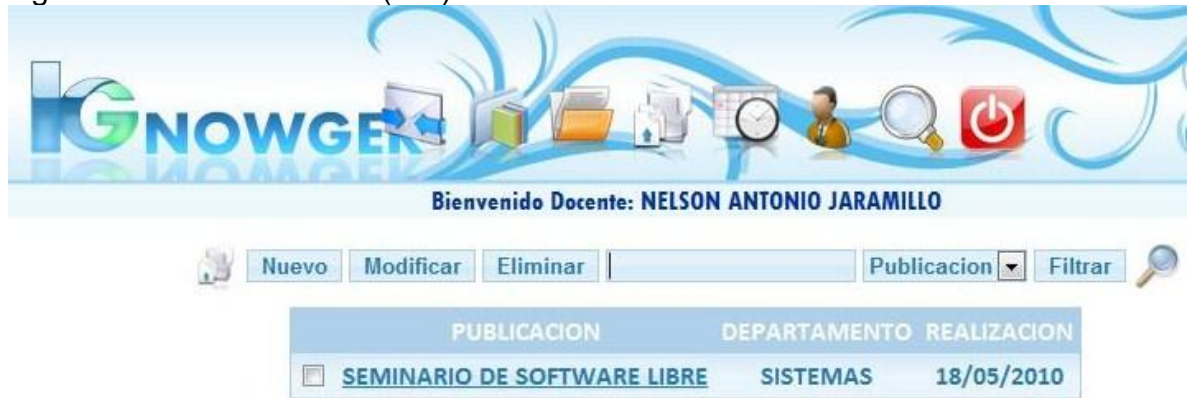 KGNOWGER
Bienvenido Docente: NELSON ANTONIO JARAMILLO
Nuevo Modificar Eliminar Publicacion Filtrar
PUBLICACION DEPARTAMENTO REALIZACION
SEMINARIO DE SOFTWARE LIBRE SISTEMAS 18/05/2010